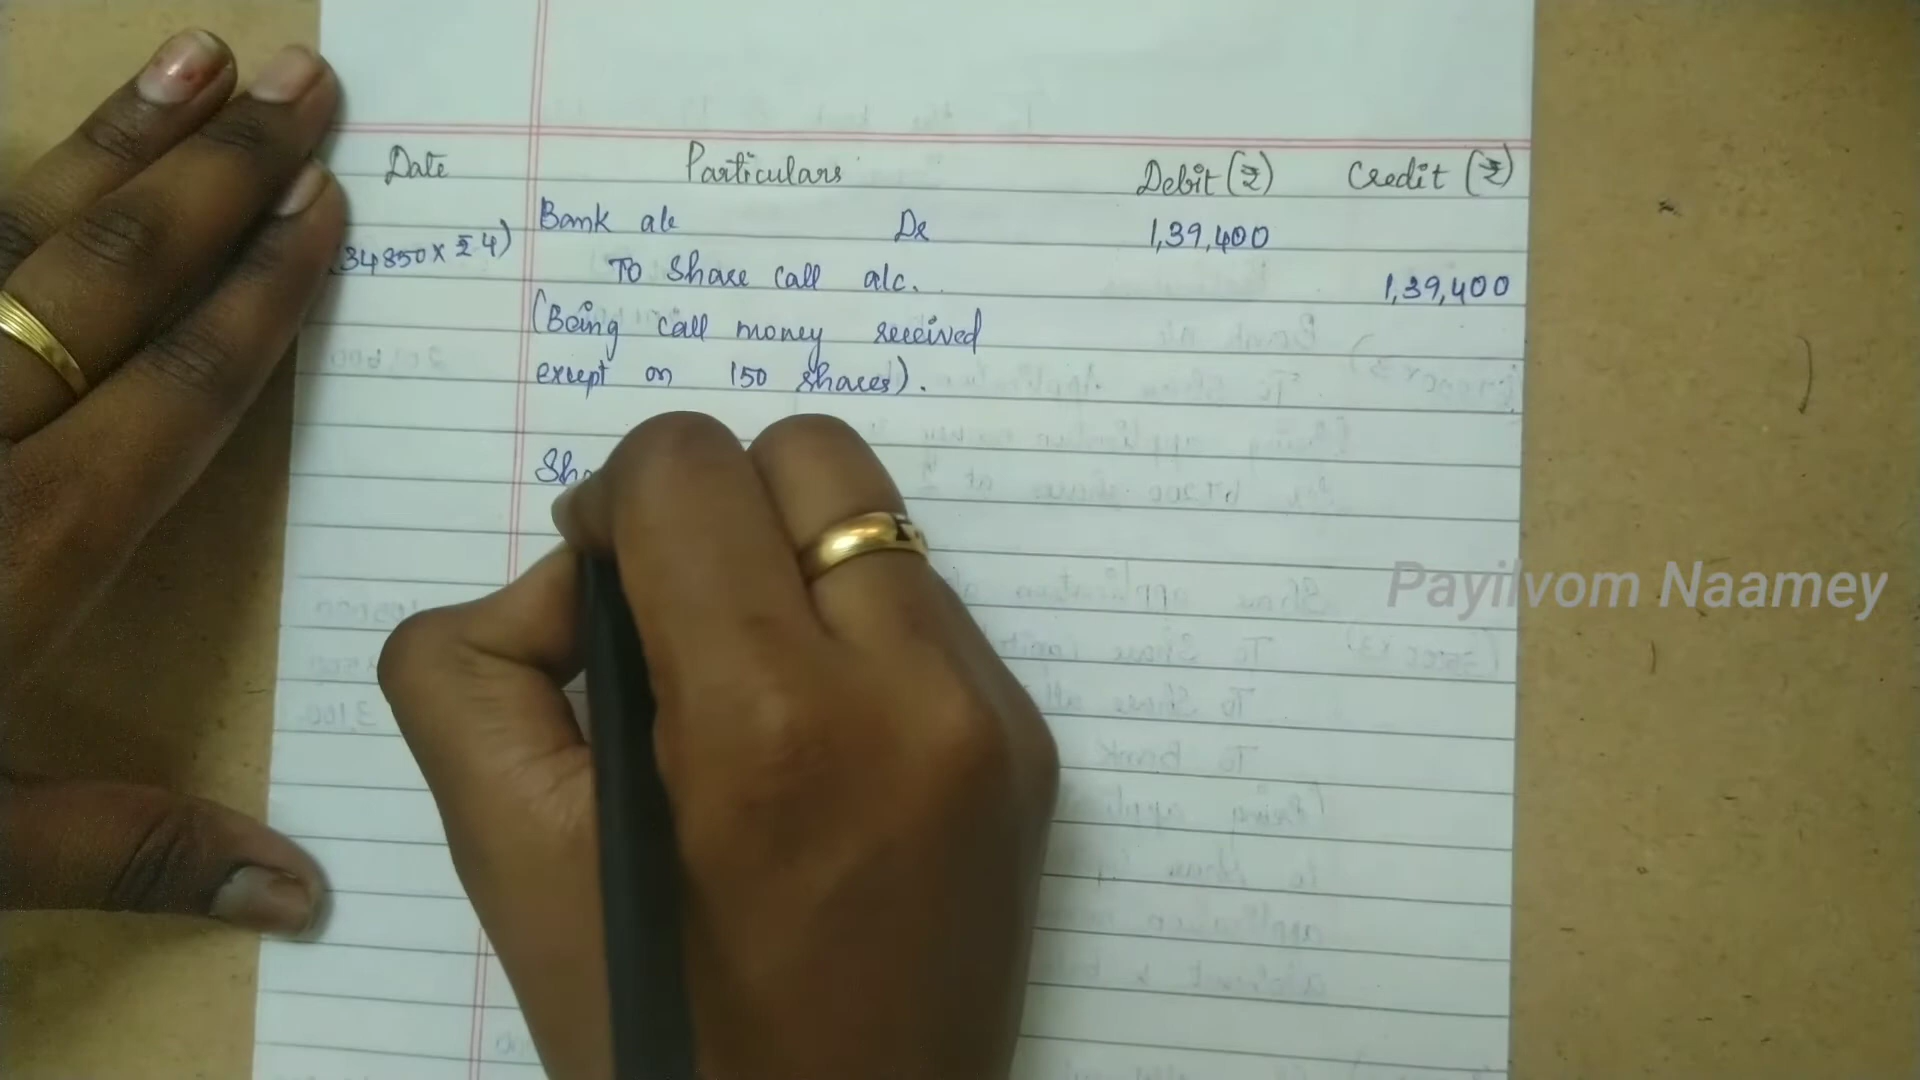 Date Particulars Debit (₹) Credit (₹)
Bank a/c Dr 1,39,400
34850 x ₹ 4)
To Share call a/c. 1,39,400
(Being call money received
except on 150 shares).
Sha
Payilvom Naamey